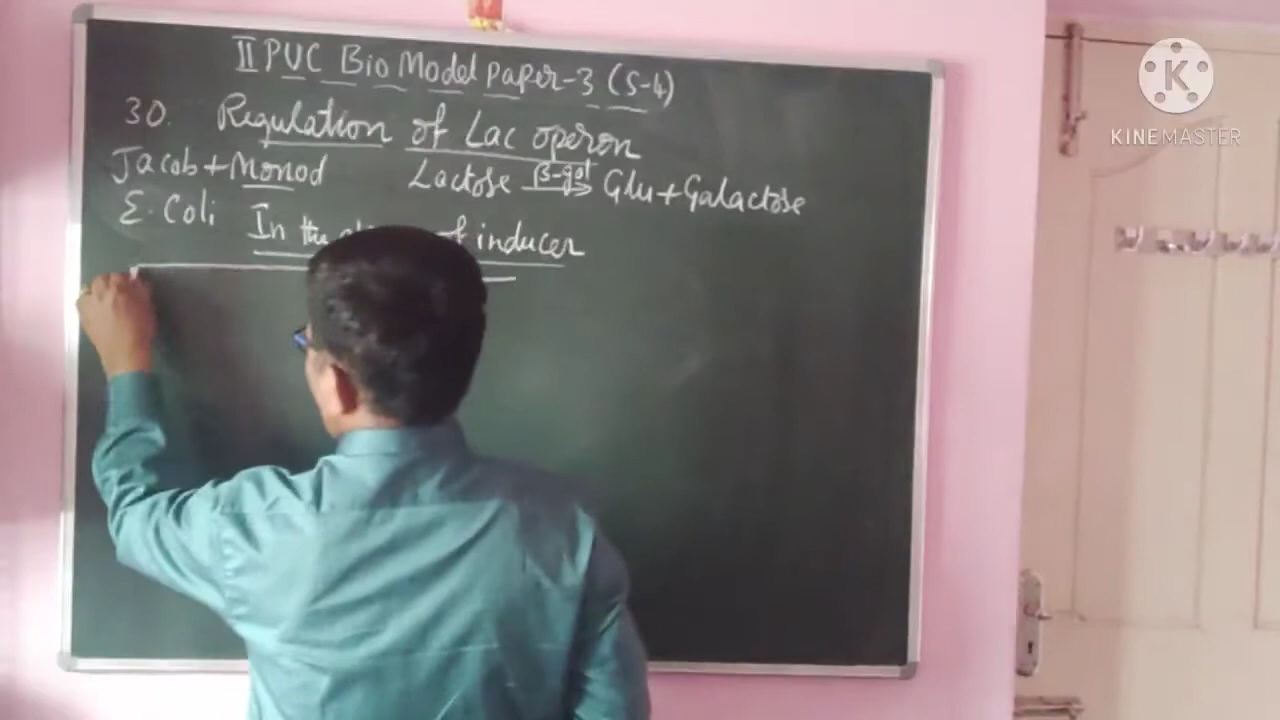 II PUC Bio Model Paper-3 (S-4)
30. Regulation of Lac operon
Jacob + Monod Lactose β-gal Glu + Galactose
E. Coli In the of inducer
K
KINEMASTER